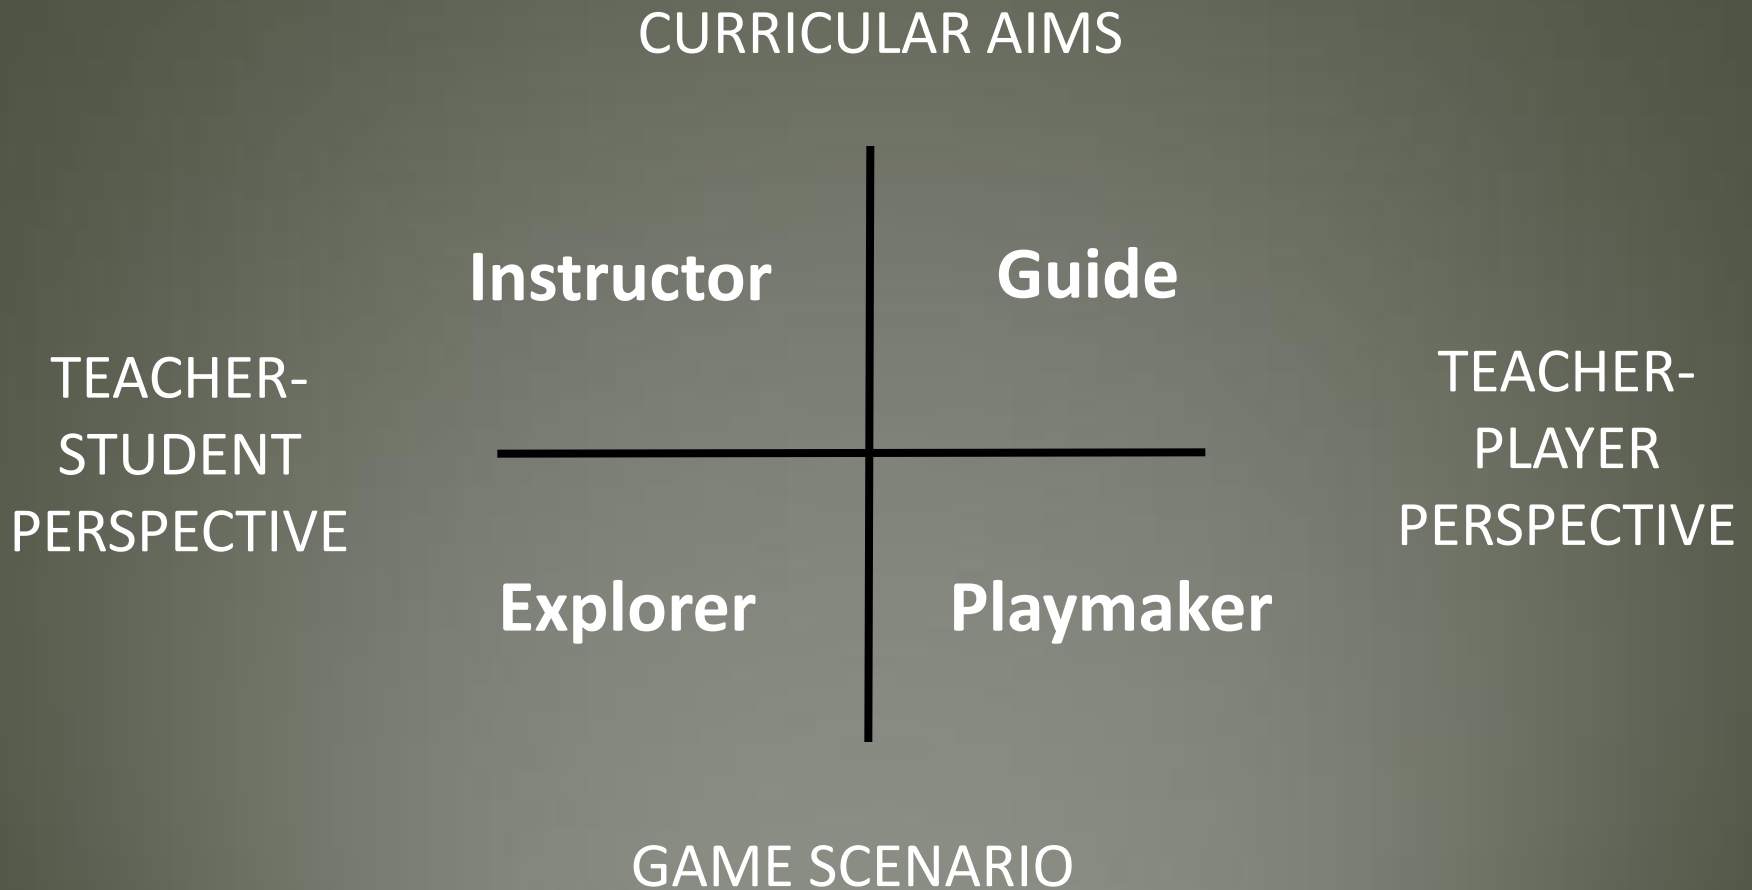 CURRICULAR AIMS
Instructor
Guide
TEACHER-
STUDENT
PERSPECTIVE
TEACHER-
PLAYER
PERSPECTIVE
Explorer
Playmaker
GAME SCENARIO